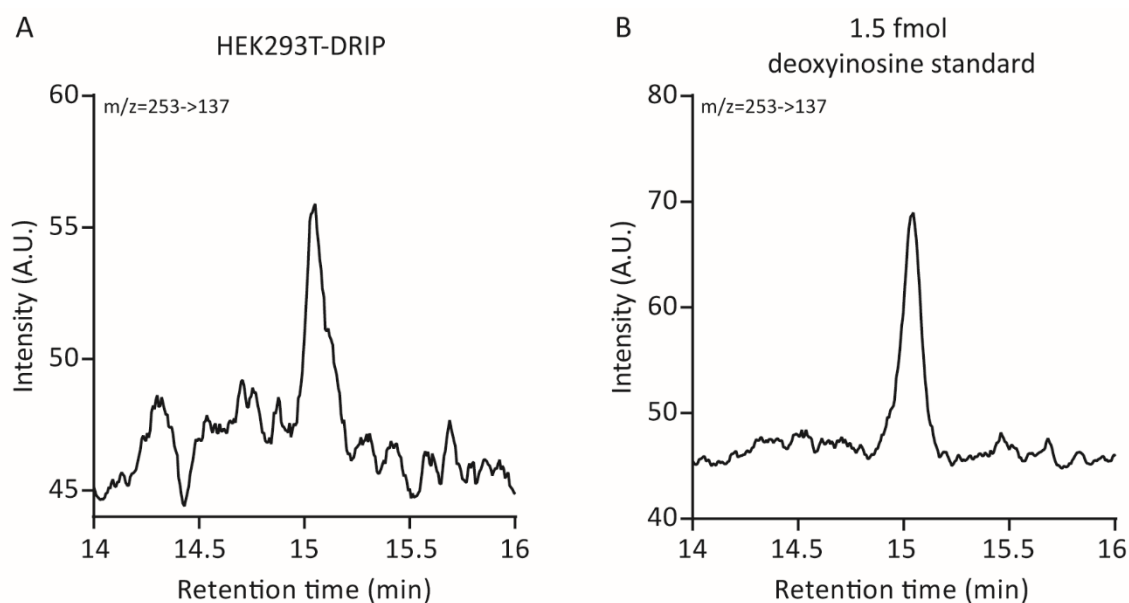 A
HEK293T-DRIP
60
m/z=253->137
55
50
45
Intensity (A.U.)
14
14.5
15
15.5
16
Retention time (min)
B
1.5 fmol
deoxyinosine standard
80
m/z=253->137
70
60
50
40
Intensity (A.U.)
14
14.5
15
15.5
16
Retention time (min)